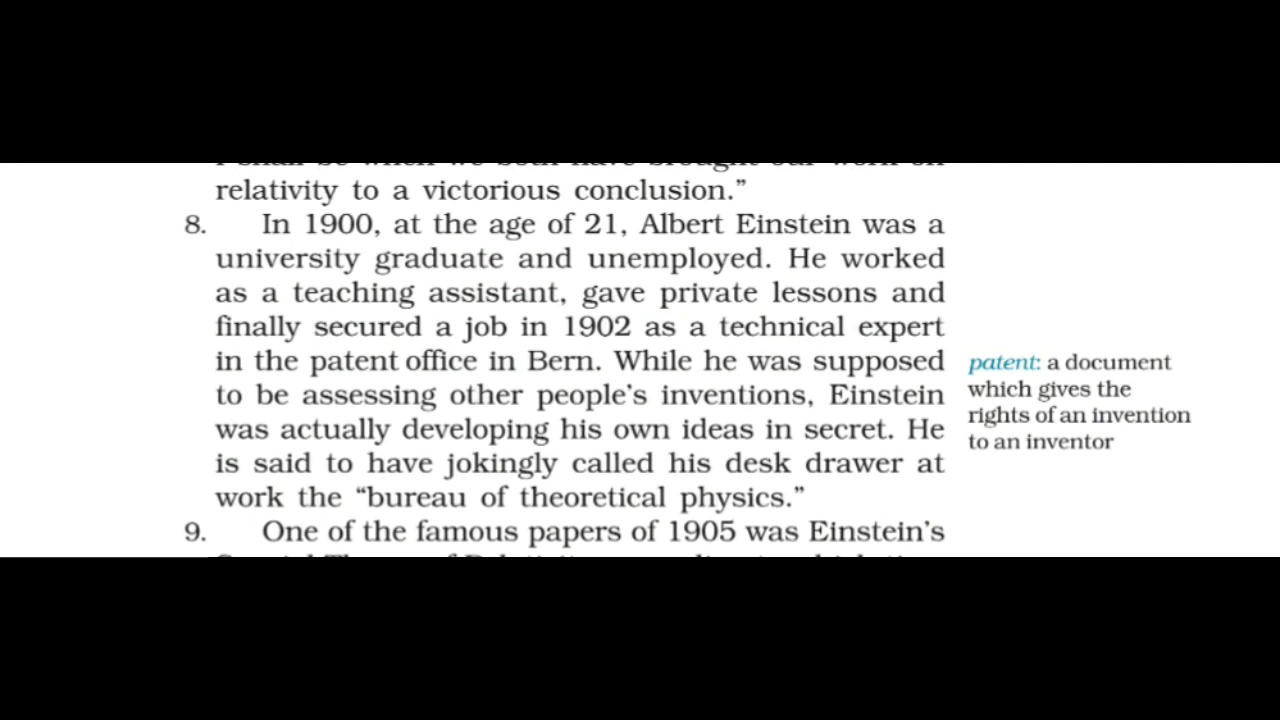 relativity to a victorious conclusion.”
8. In 1900, at the age of 21, Albert Einstein was a
university graduate and unemployed. He worked
as a teaching assistant, gave private lessons and
finally secured a job in 1902 as a technical expert
in the patent office in Bern. While he was supposed
to be assessing other people’s inventions, Einstein
was actually developing his own ideas in secret. He
is said to have jokingly called his desk drawer at
work the “bureau of theoretical physics.”
9. One of the famous papers of 1905 was Einstein’s
patent: a document
which gives the
rights of an invention
to an inventor